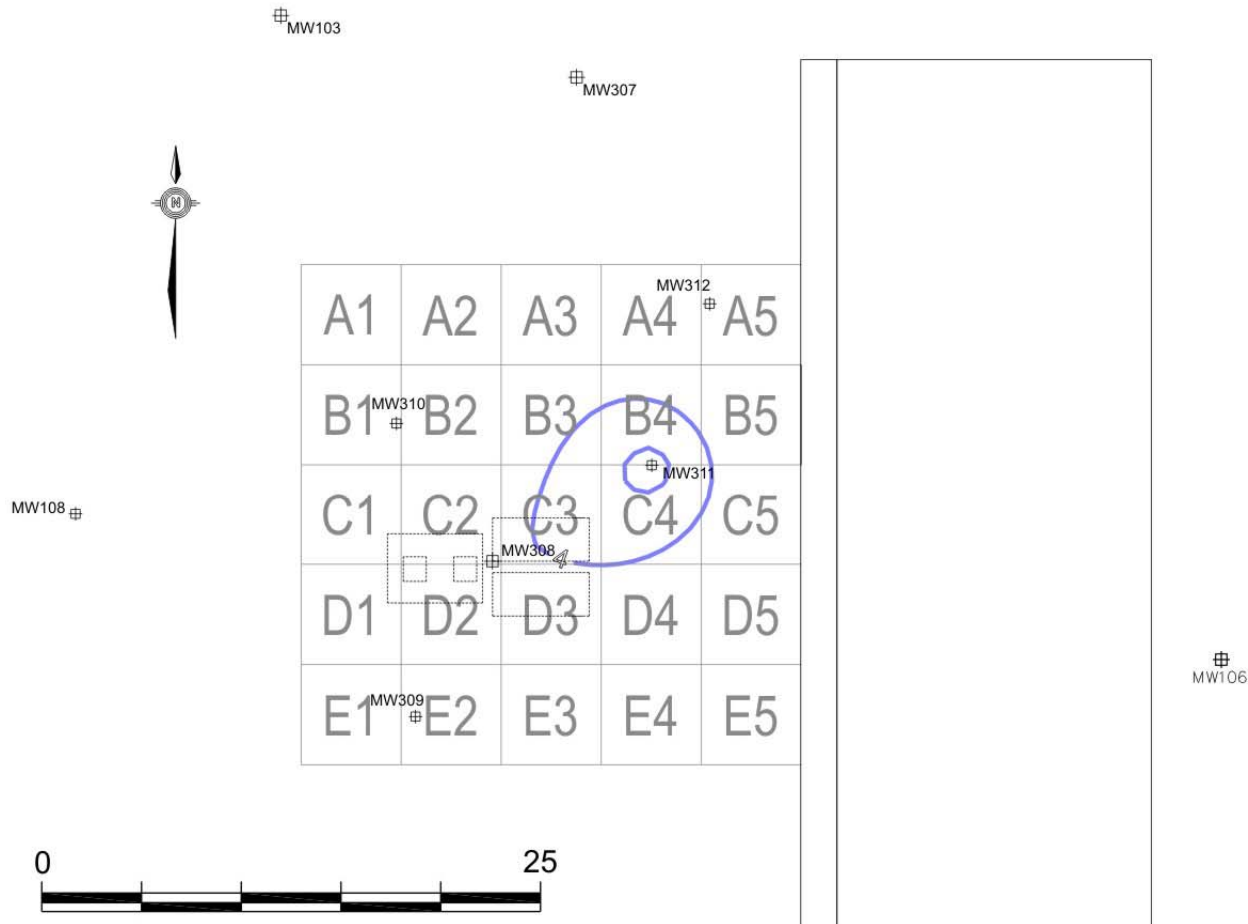 MW103
MW307
N
MW312
A1 A2 A3 A4 A5
MW310
B1 B2 B3 B4 B5
MW311
MW108
C1 C2 C3 C4 C5
MW308
4
D1 D2 D3 D4 D5
MW106
MW309
E1 E2 E3 E4 E5
0 25